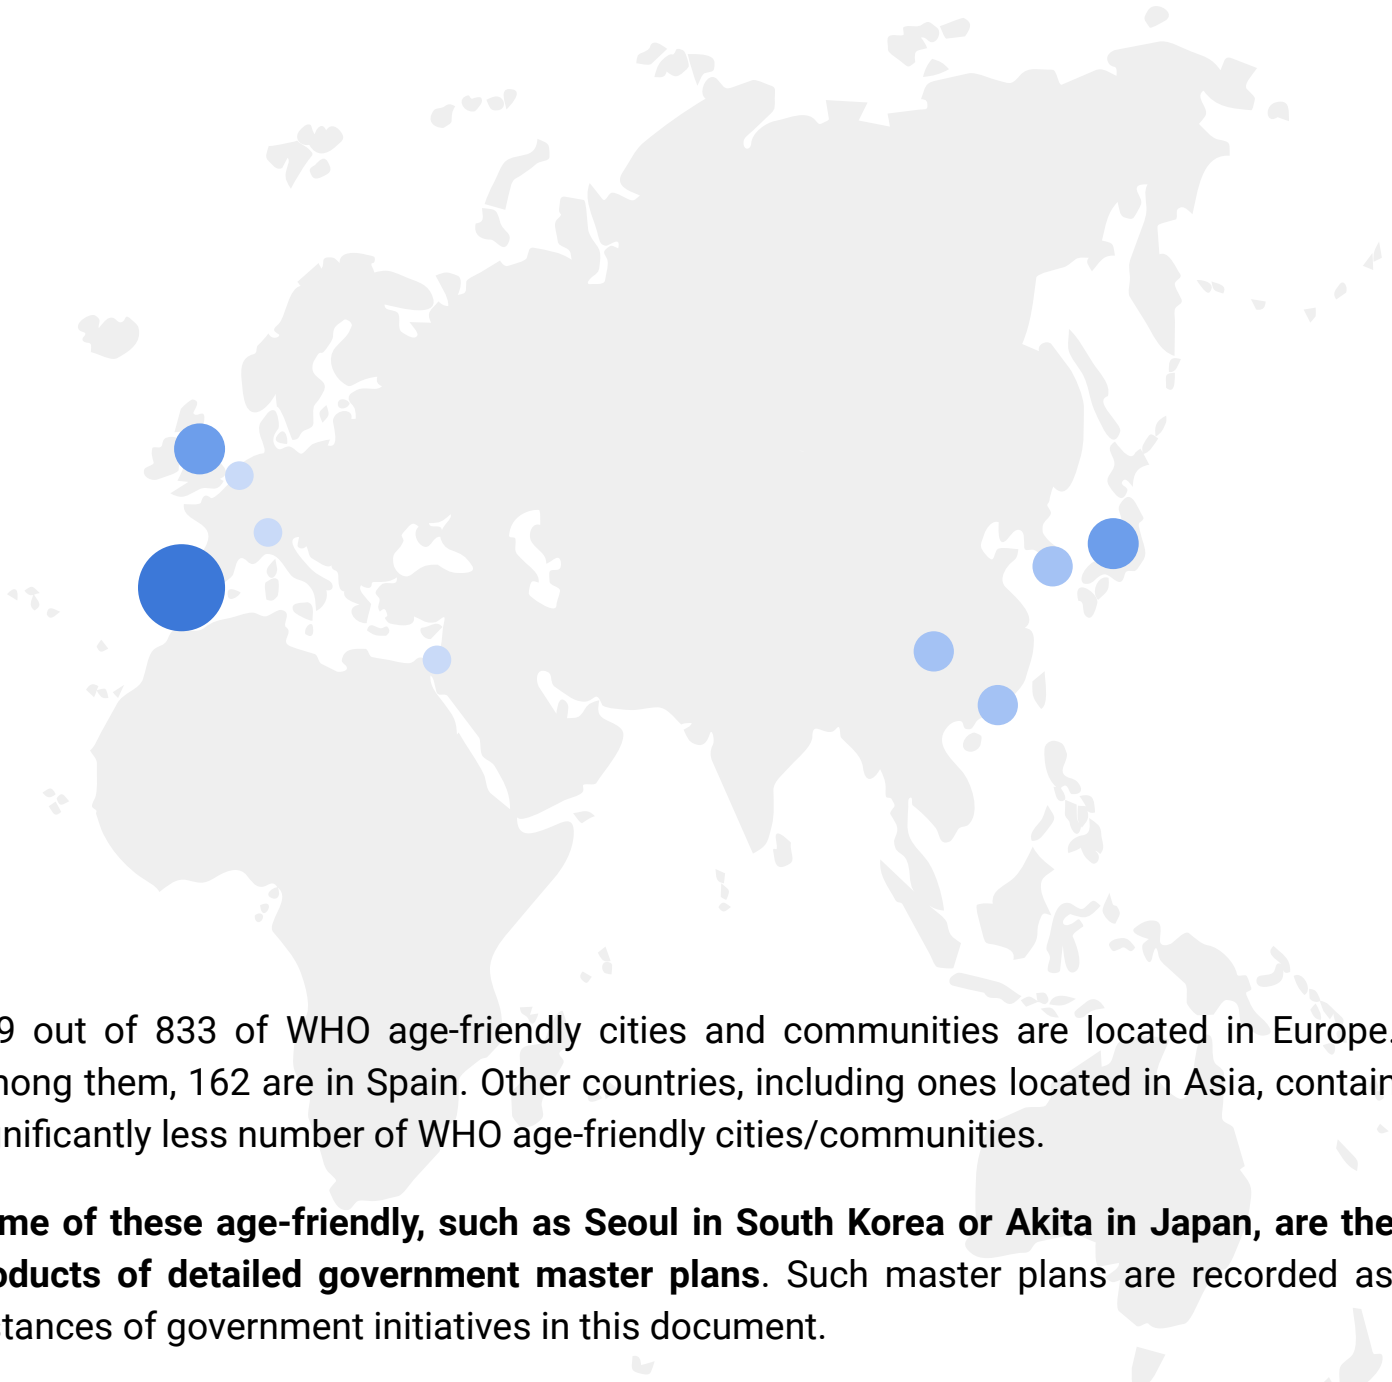 9 out of 833 of WHO age-friendly cities and communities are located in Europe.
mong them, 162 are in Spain. Other countries, including ones located in Asia, contain
nificantly less number of WHO age-friendly cities/communities.
me of these age-friendly, such as Seoul in South Korea or Akita in Japan, are the
oducts of detailed government master plans. Such master plans are recorded as
tances of government initiatives in this document.